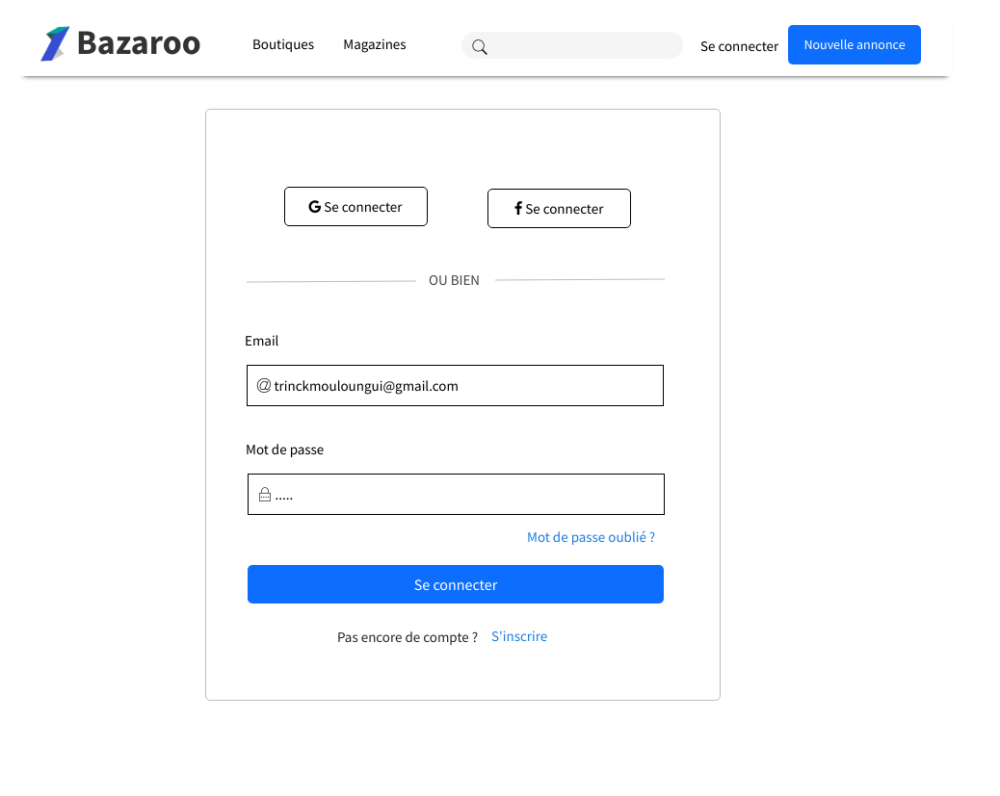 Bazaroo
Boutiques
Magazines
Se connecter
Nouvelle annonce
Se connecter
Se connecter
OU BIEN
Email
trinckmouloungui@gmail.com
Mot de passe
.....
Mot de passe oublié ?
Se connecter
Pas encore de compte ? S'inscrire